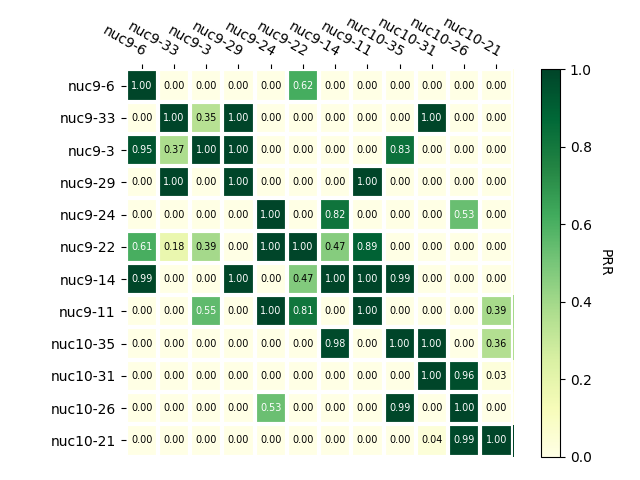 nuc9-6 nuc9-33 nuc9-3 nuc9-29 nuc9-24 nuc9-22 nuc9-14 nuc9-11 nuc10-35 nuc10-31 nuc10-26 nuc10-21
nuc9-6 1.00 0.00 0.00 0.00 0.00 0.62 0.00 0.00 0.00 0.00 0.00 0.00
nuc9-33 0.00 1.00 0.35 1.00 0.00 0.00 0.00 0.00 0.00 1.00 0.00 0.00
nuc9-3 0.95 0.37 1.00 1.00 0.00 0.00 0.00 0.00 0.83 0.00 0.00 0.00
nuc9-29 0.00 1.00 0.00 1.00 0.00 0.00 0.00 1.00 0.00 0.00 0.00 0.00
nuc9-24 0.00 0.00 0.00 0.00 1.00 0.00 0.82 0.00 0.00 0.00 0.53 0.00
nuc9-22 0.61 0.18 0.39 0.00 1.00 1.00 0.47 0.89 0.00 0.00 0.00 0.00
nuc9-14 0.99 0.00 0.00 1.00 0.00 0.47 1.00 1.00 0.99 0.00 0.00 0.00
nuc9-11 0.00 0.00 0.55 0.00 1.00 0.81 0.00 1.00 0.00 0.00 0.00 0.39
nuc10-35 0.00 0.00 0.00 0.00 0.00 0.00 0.98 0.00 1.00 1.00 0.00 0.36
nuc10-31 0.00 0.00 0.00 0.00 0.00 0.00 0.00 0.00 0.00 1.00 0.96 0.03
nuc10-26 0.00 0.00 0.00 0.00 0.53 0.00 0.00 0.00 0.99 0.00 1.00 0.00
nuc10-21 0.00 0.00 0.00 0.00 0.00 0.00 0.00 0.00 0.00 0.04 0.99 1.00
1.0
0.8
0.6
0.4
0.2
0.0
PRR